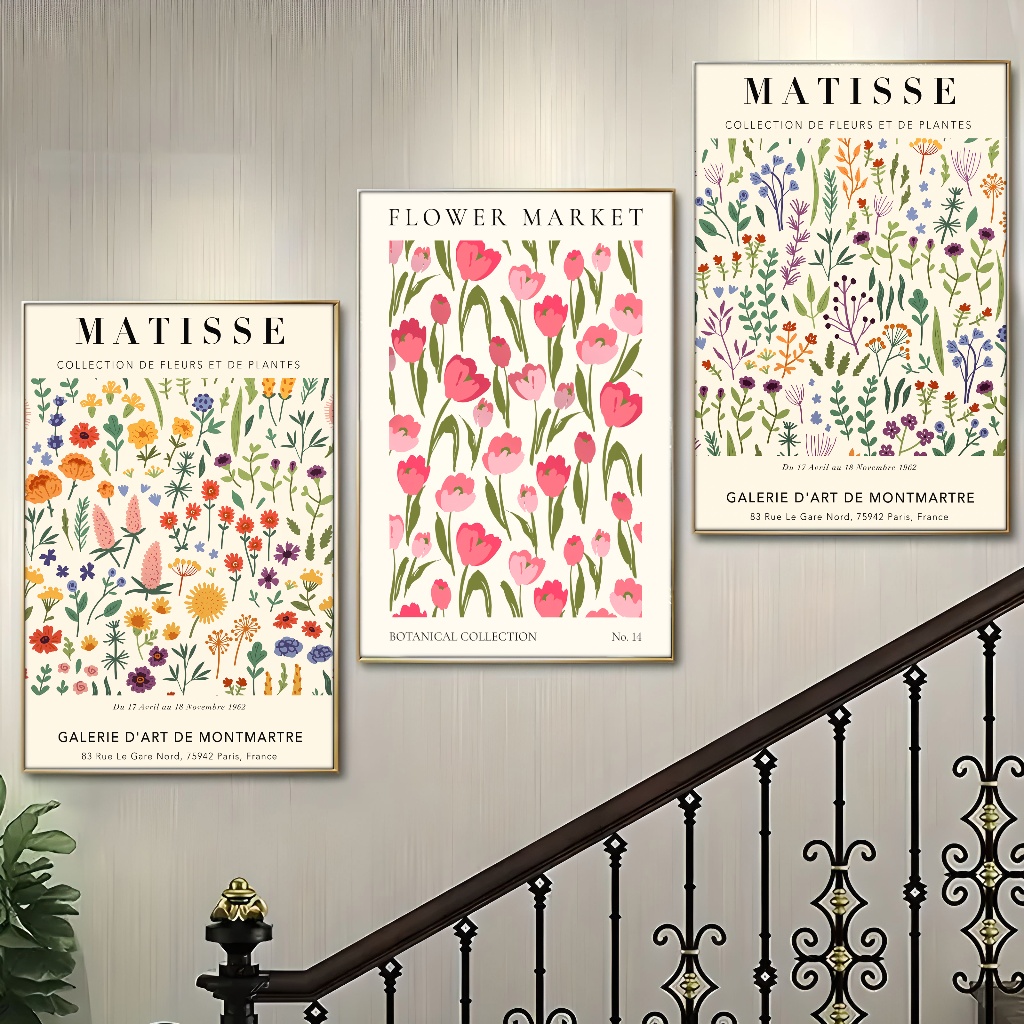 MATISSE
COLLECTION DE FLEURS ET DE PLANTES
Du 17 Avril au 18 Novembre 1962
GALERIE D'ART DE MONTMARTRE
83 Rue Le Gare Nord, 75942 Paris, France
FLOWER MARKET
BOTANICAL COLLECTION No. 14
MATISSE
COLLECTION DE FLEURS ET DE PLANTES
Du 17 Avril au 18 Novembre 1962
GALERIE D'ART DE MONTMARTRE
83 Rue Le Gare Nord, 75942 Paris, France